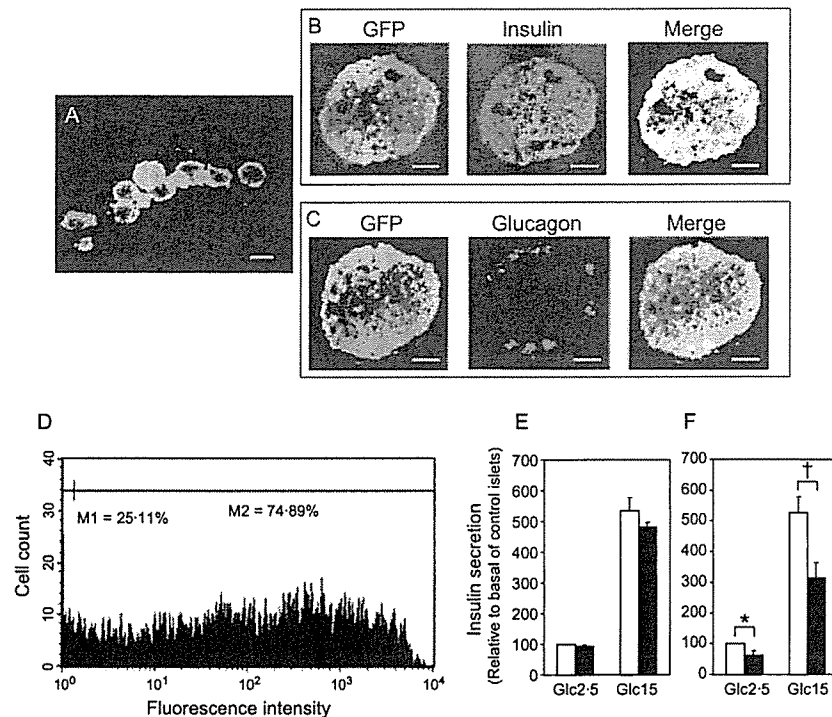 A
B
GFP Insulin Merge
C
GFP Glucagon Merge
D
Cell count
40
30
20
10
0
M1 = 25·11% M2 = 74·89%
10⁰ 10¹ 10² 10³ 10⁴
Fluorescence intensity
E
Insulin secretion
(Relative to basal of control islets)
700
600
500
400
300
200
100
0
Glc2·5 Glc15
F
700
600
500
400
300
200
100
0
*
†
Glc2·5 Glc15